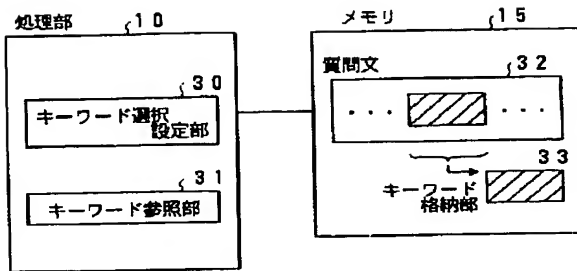 処理部
10
30
キーワード選択
設定部
31
キーワード参照部
メモリ
15
質問文
32
・・・
・・・
33
キーワード
格納部